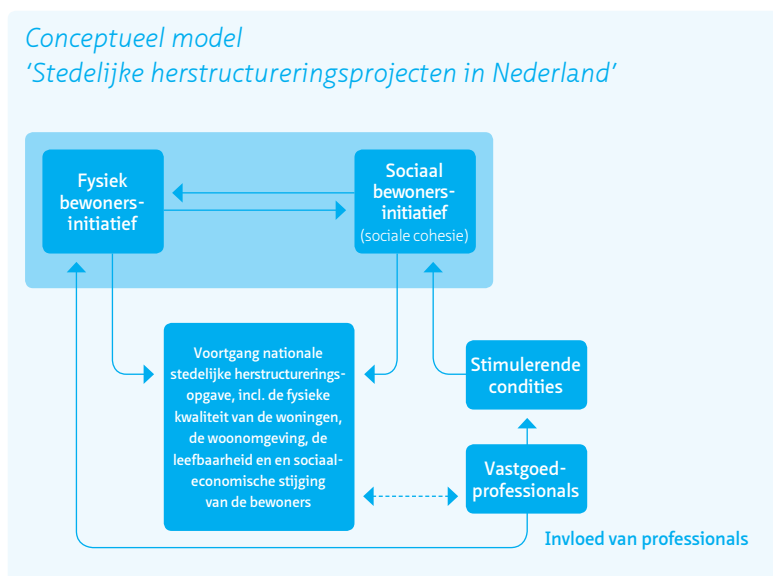 Conceptueel model
‘Stedelijke herstructureringsprojecten in Nederland’
Fysiek
bewoners-
initiatief
Sociaal
bewoners-
initiatief
(sociale cohesie)
Voortgang nationale
stedelijke herstructurerings-
opgave, incl. de fysieke
kwaliteit van de woningen,
de woonomgeving, de
leefbaarheid en en sociaal-
economische stijging
van de bewoners
Stimulerende
condities
Vastgoed-
professionals
Invloed van professionals